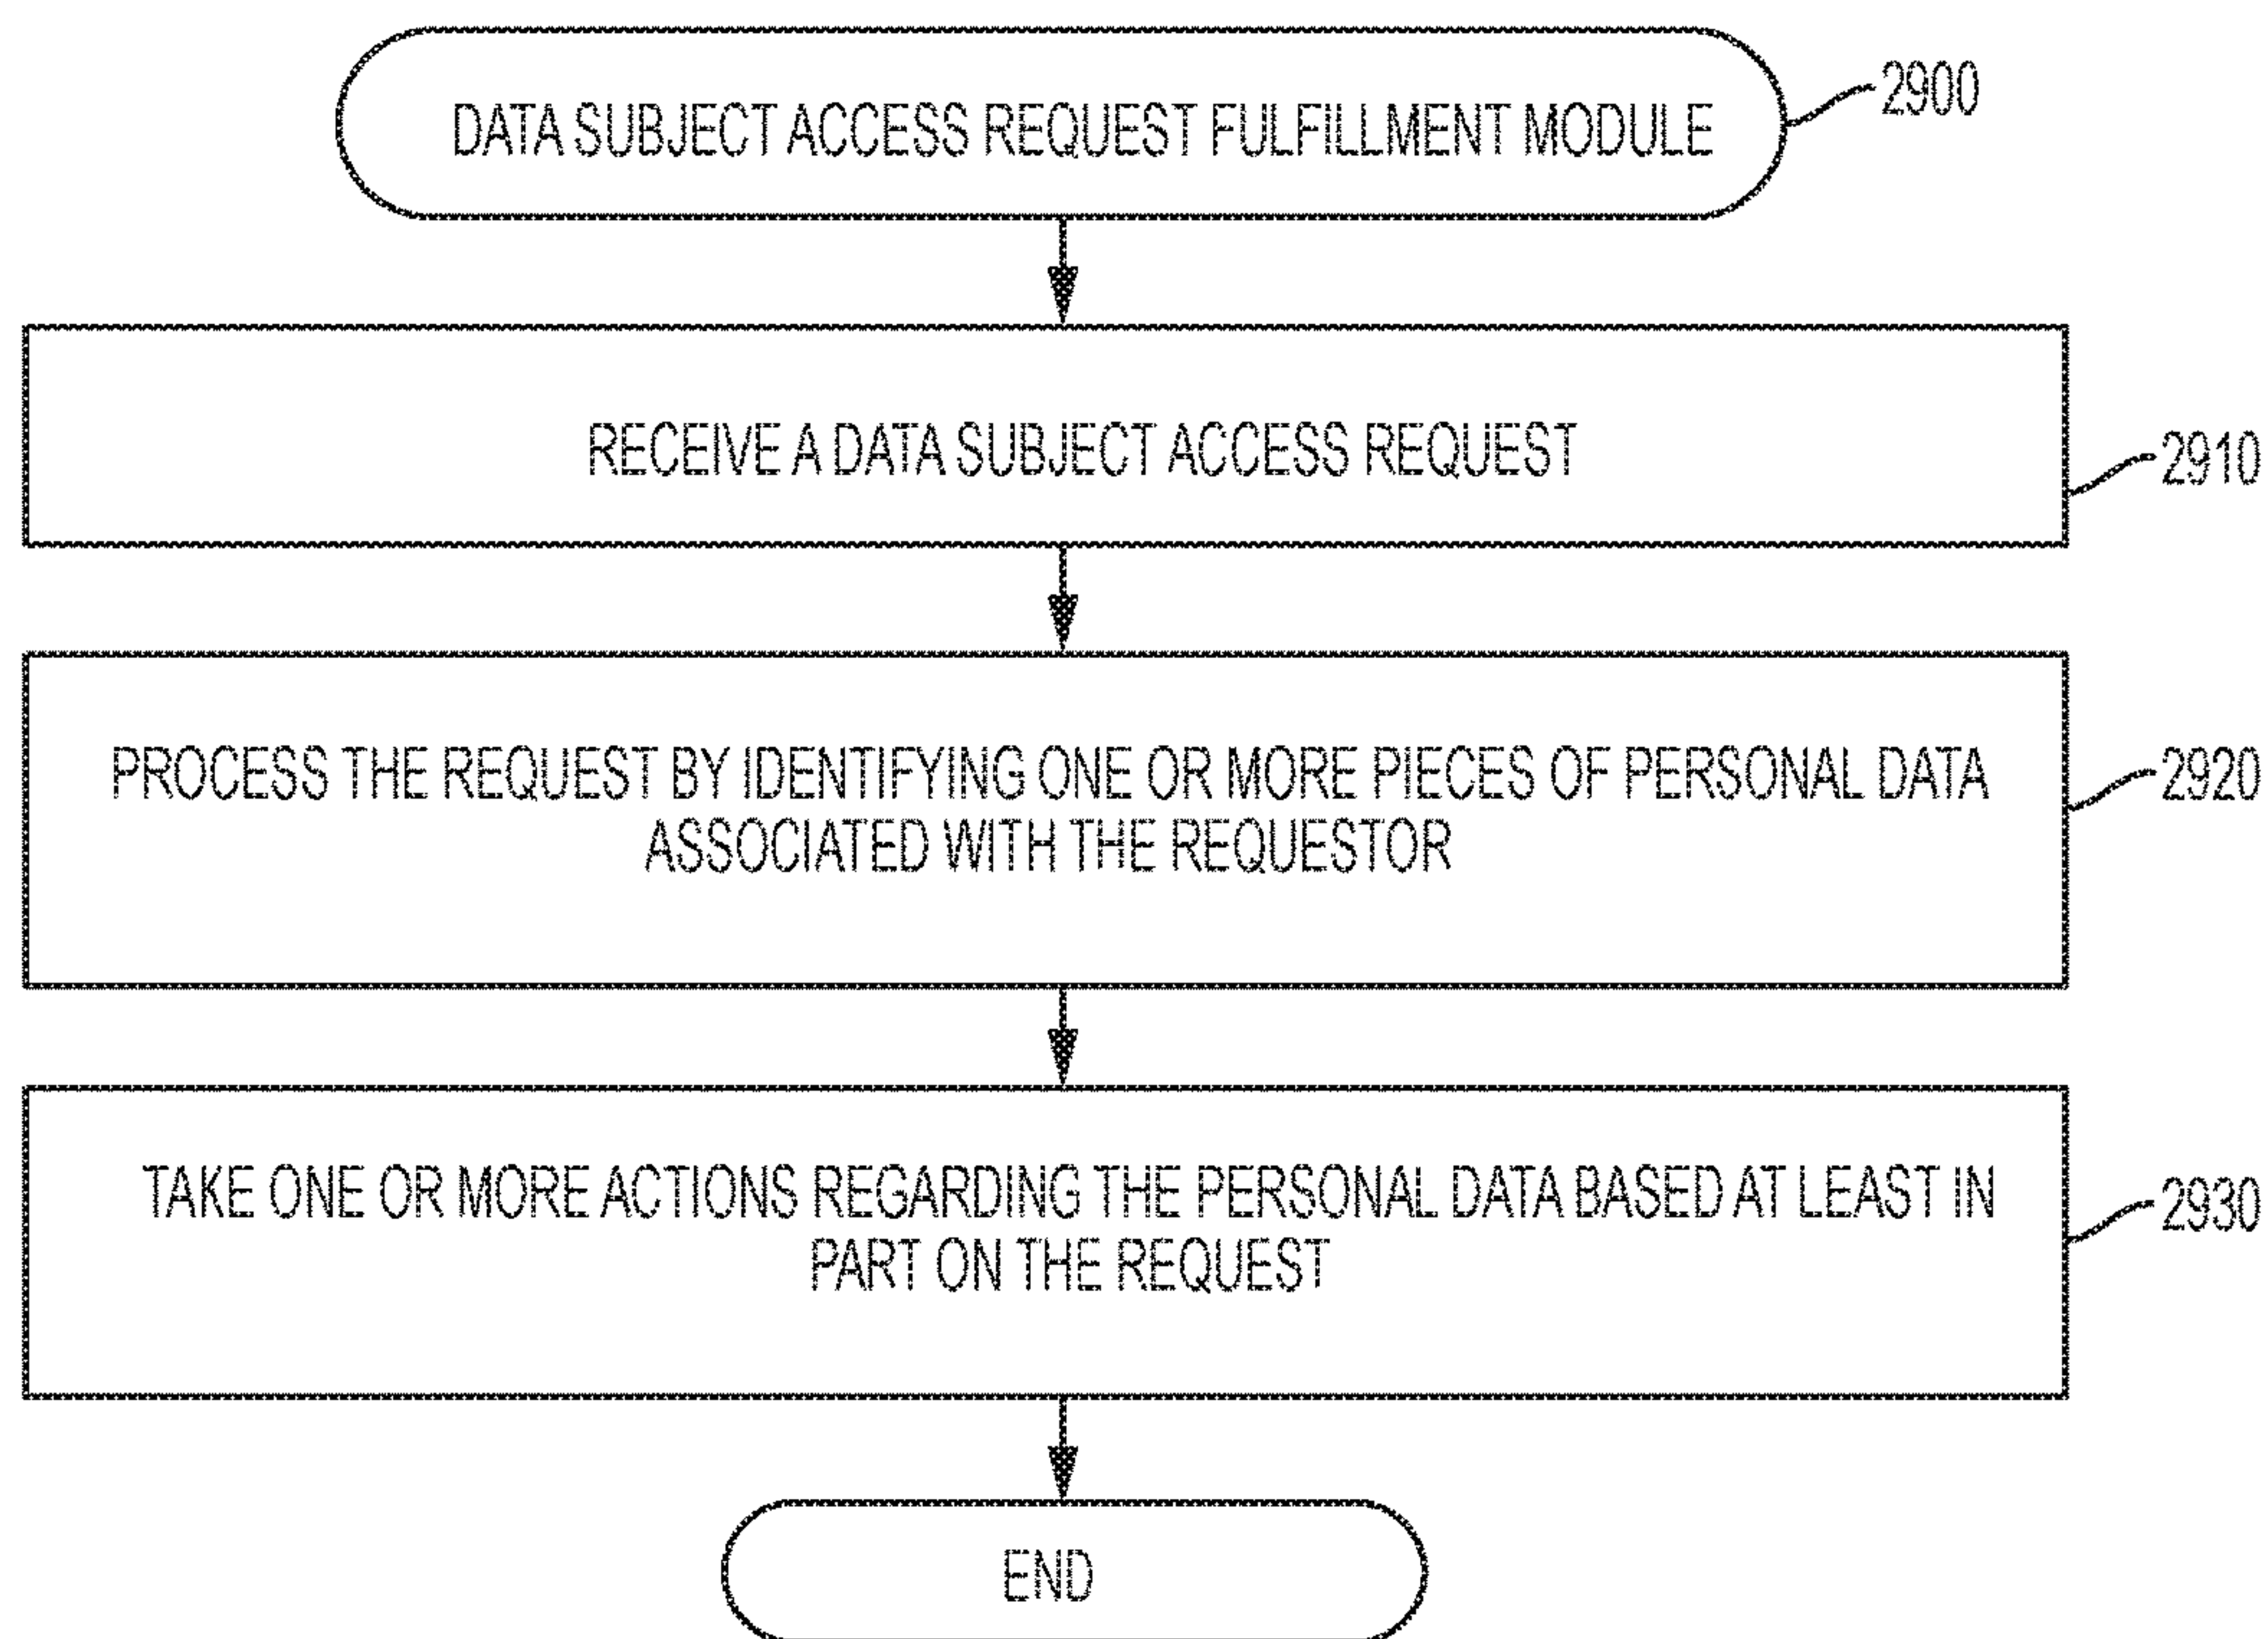 DATA SUBJECT ACCESS REQUEST FULFILLMENT MODULE
2900
RECEIVE A DATA SUBJECT ACCESS REQUEST
2910
PROCESS THE REQUEST BY IDENTIFYING ONE OR MORE PIECES OF PERSONAL DATA
ASSOCIATED WITH THE REQUESTOR
2920
TAKE ONE OR MORE ACTIONS REGARDING THE PERSONAL DATA BASED AT LEAST IN
PART ON THE REQUEST
2930
END